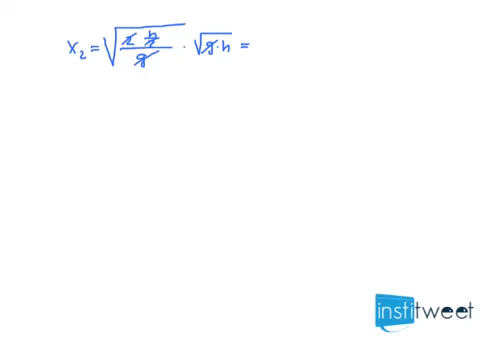 x₂ = √(2 h/2 / g) · √(g·h) =
institweet